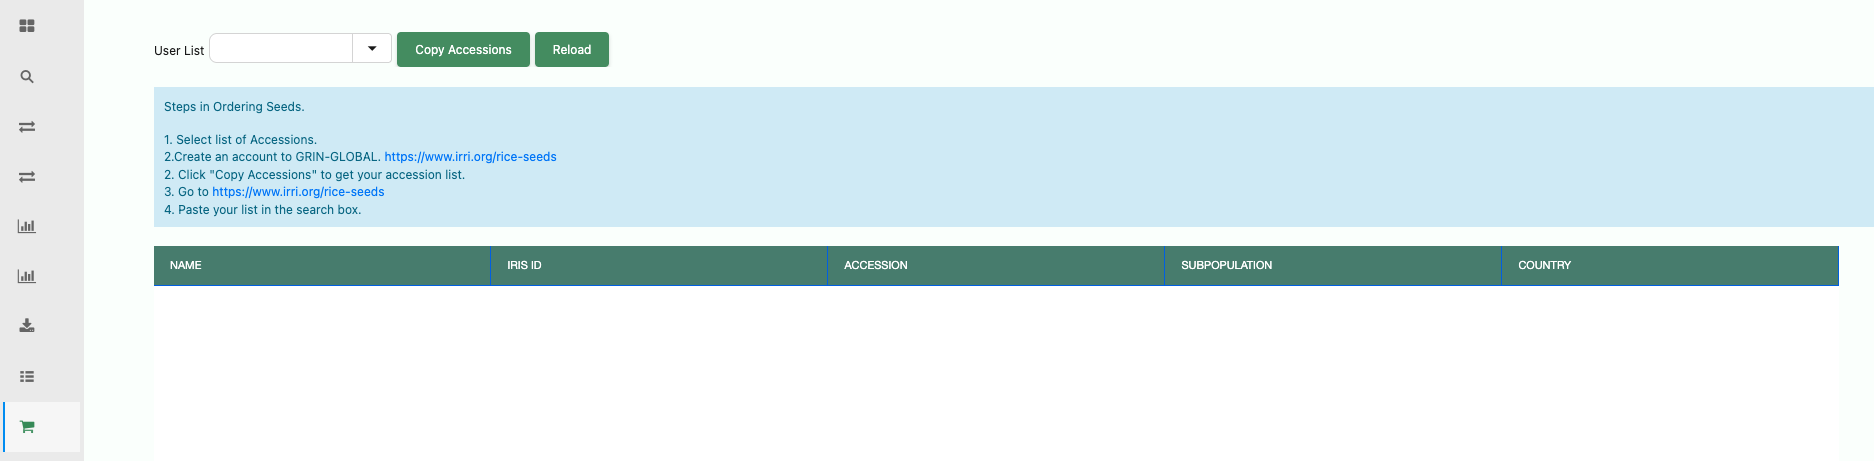 User List Copy Accessions Reload
Steps in Ordering Seeds.
1. Select list of Accessions.
2.Create an account to GRIN-GLOBAL. https://www.irri.org/rice-seeds
2. Click "Copy Accessions" to get your accession list.
3. Go to https://www.irri.org/rice-seeds
4. Paste your list in the search box.
NAME IRIS ID ACCESSION SUBPOPULATION COUNTRY